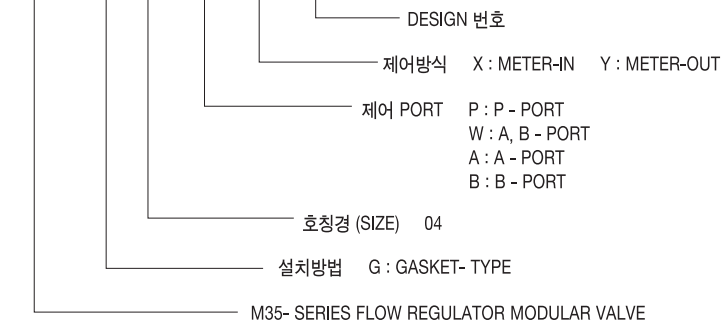 DESIGN 번호
제어방식 X : METER-IN Y : METER-OUT
제어 PORT P : P - PORT
W : A, B - PORT
A : A - PORT
B : B - PORT
호칭경 (SIZE) 04
설치방법 G : GASKET- TYPE
M35- SERIES FLOW REGULATOR MODULAR VALVE